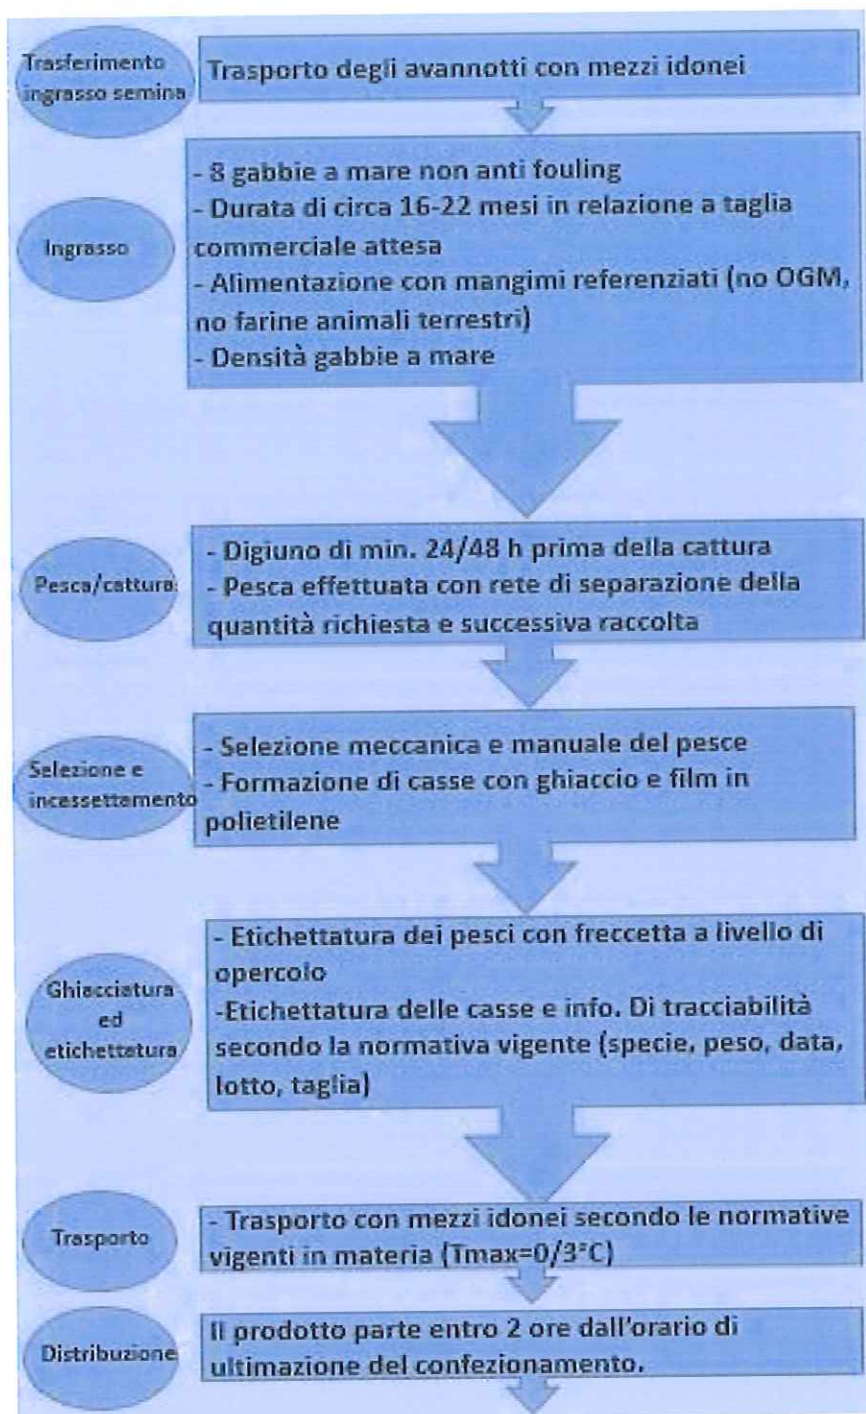 Trasferimento
ingrasso semina
Trasporto degli avannotti con mezzi idonei
Ingrasso
- 8 gabbie a mare non anti fouling
- Durata di circa 16-22 mesi in relazione a taglia
commerciale attesa
- Alimentazione con mangimi referenziati (no OGM,
no farine animali terrestri)
- Densità gabbie a mare
Pesca/cattura
- Digiuno di min. 24/48 h prima della cattura
- Pesca effettuata con rete di separazione della
quantità richiesta e successiva raccolta
Selezione e
incassettamento
- Selezione meccanica e manuale del pesce
- Formazione di casse con ghiaccio e film in
polietilene
Ghiacciatura
ed
etichettatura
- Etichettatura dei pesci con freccetta a livello di
opercolo
-Etichettatura delle casse e info. Di tracciabilità
secondo la normativa vigente (specie, peso, data,
lotto, taglia)
Trasporto
- Trasporto con mezzi idonei secondo le normative
vigenti in materia (Tmax=0/3°C)
Distribuzione
Il prodotto parte entro 2 ore dall'orario di
ultimazione del confezionamento.